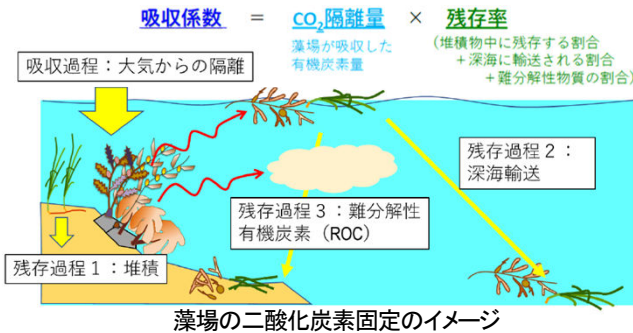 吸収係数 = CO₂隔離量 × 残存率
藻場が吸収した
有機炭素量
(堆積物中に残存する割合
+深海に輸送される割合
+難分解性物質の割合)
吸収過程:大気からの隔離
残存過程2:
深海輸送
残存過程3:難分解性
有機炭素(ROC)
残存過程1:堆積
藻場の二酸化炭素固定のイメージ